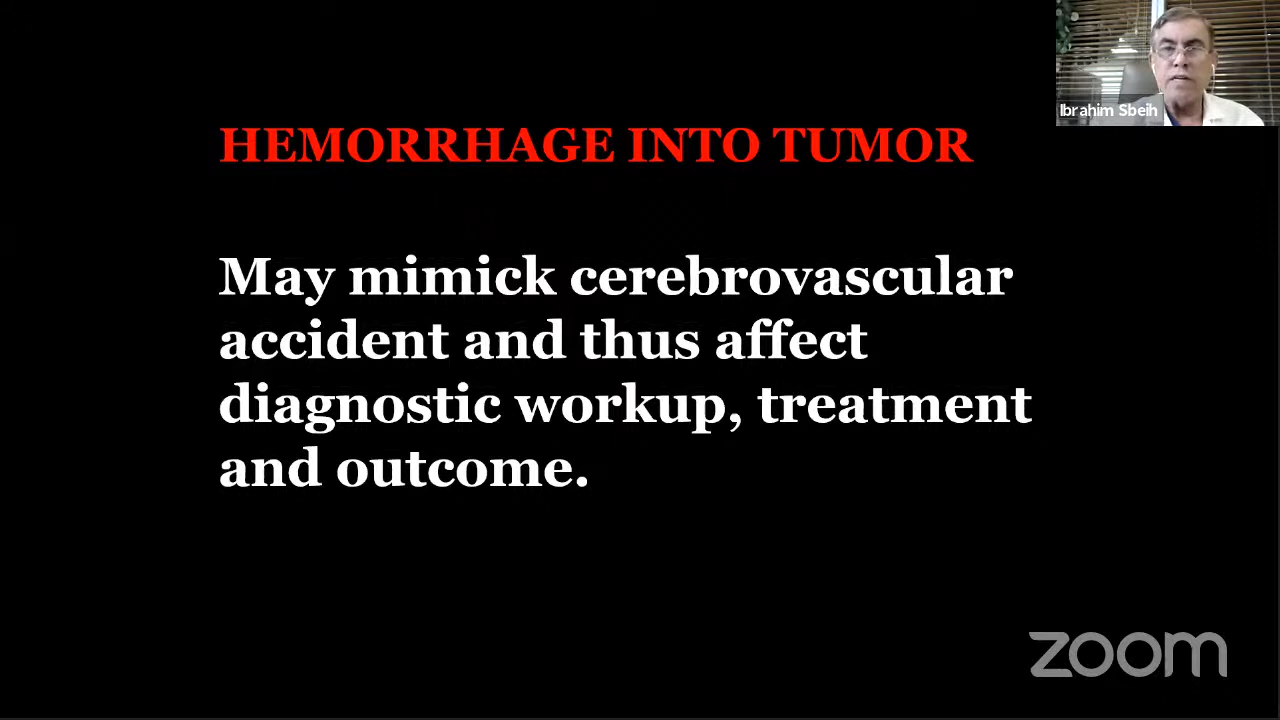 Ibrahim Sbeih
HEMORRHAGE INTO TUMOR
May mimick cerebrovascular
accident and thus affect
diagnostic workup, treatment
and outcome.
zoom